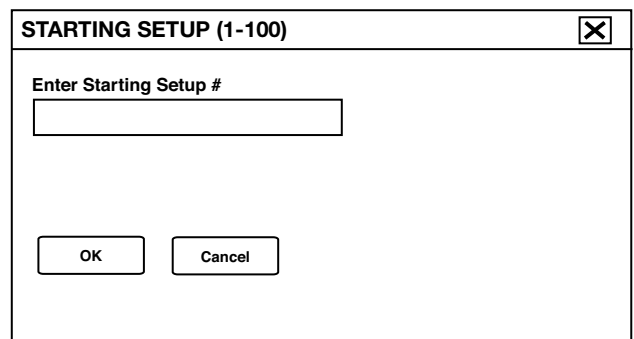 STARTING SETUP (1-100)
Enter Starting Setup #
OK
Cancel